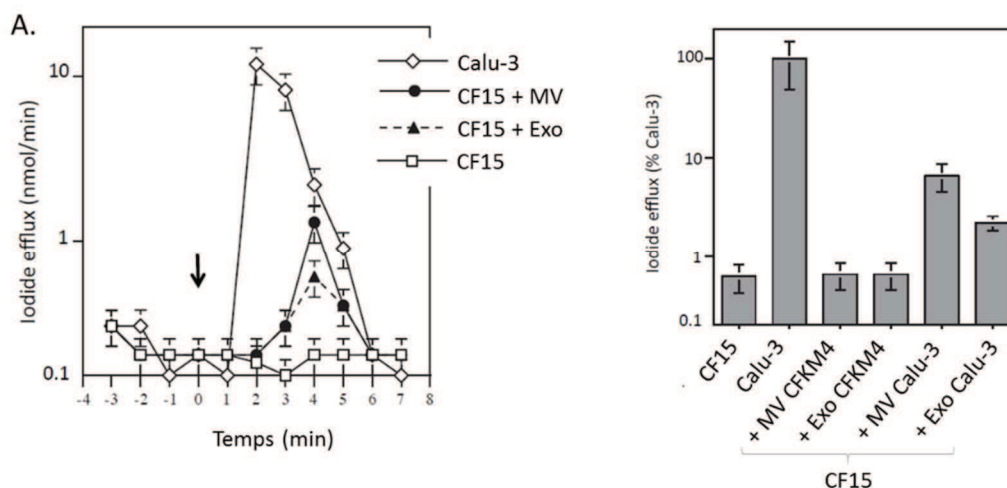 A.
Iodide efflux (nmol/min)
10
1
0.1
-4 -3 -2 -1 0 1 2 3 4 5 6 7 8
Temps (min)
Calu-3
CF15 + MV
CF15 + Exo
CF15
Iodide efflux (% Calu-3)
100
10
1
0.1
CF15
Calu-3
+ MV CFKM4
+ Exo CFKM4
+ MV Calu-3
+ Exo Calu-3
CF15